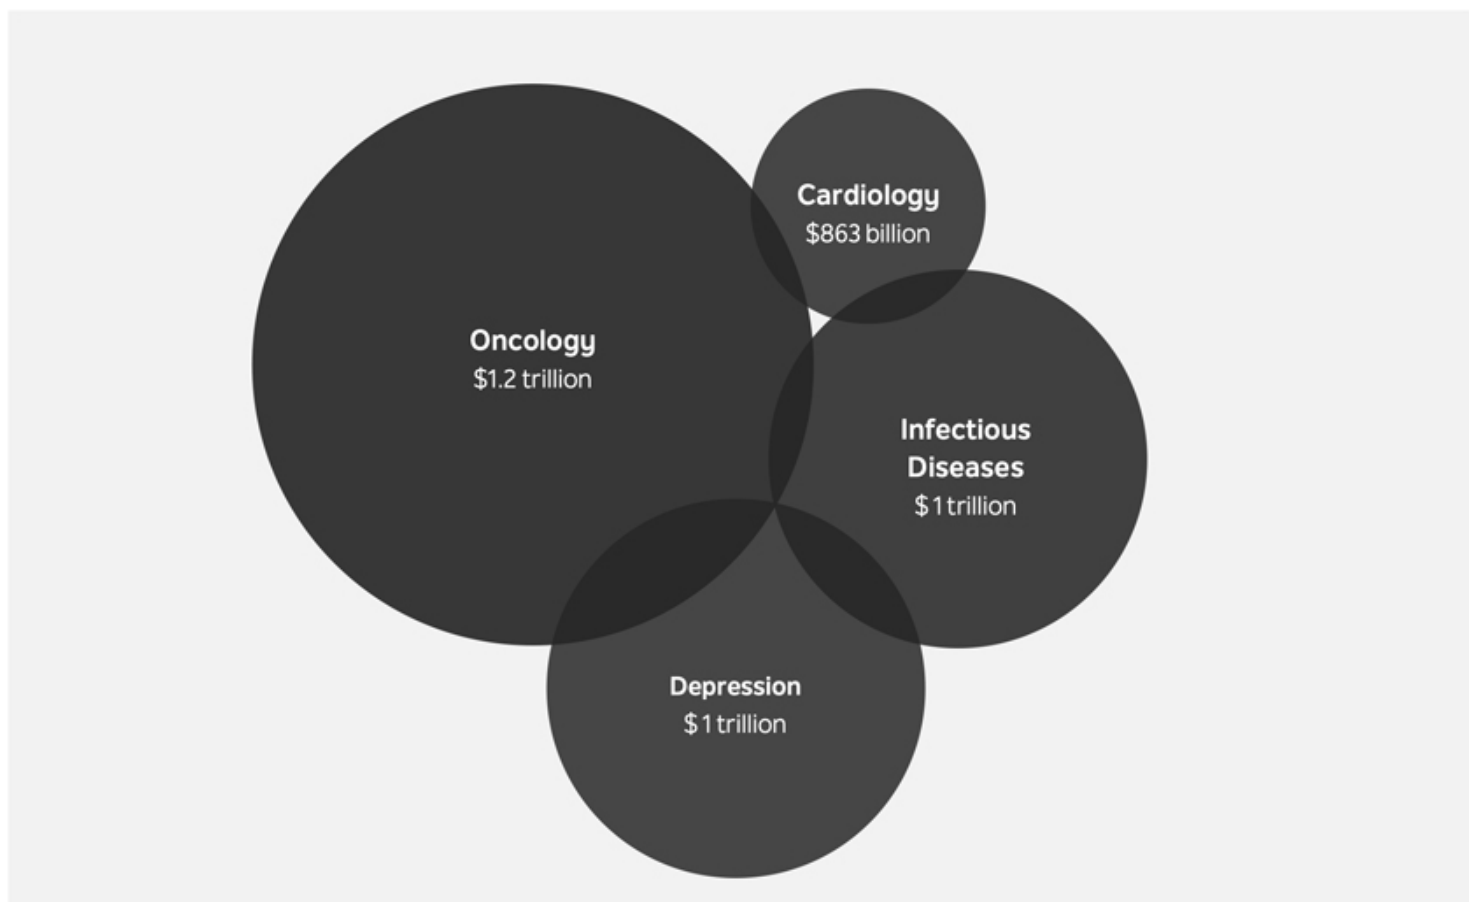 Cardiology
$863 billion
Oncology
$1.2 trillion
Infectious
Diseases
$1 trillion
Depression
$1 trillion